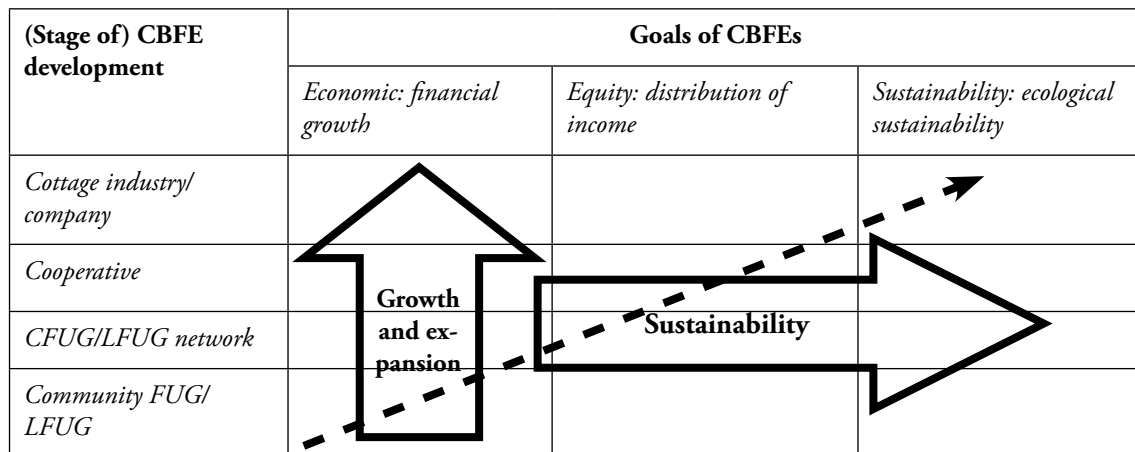 (Stage of) CBFE
development
Goals of CBFEs
Economic: financial
growth
Equity: distribution of
income
Sustainability: ecological
sustainability
Cottage industry/
company
Cooperative
CFUG/LFUG network
Community FUG/
LFUG
Growth
and ex-
pansion
Sustainability